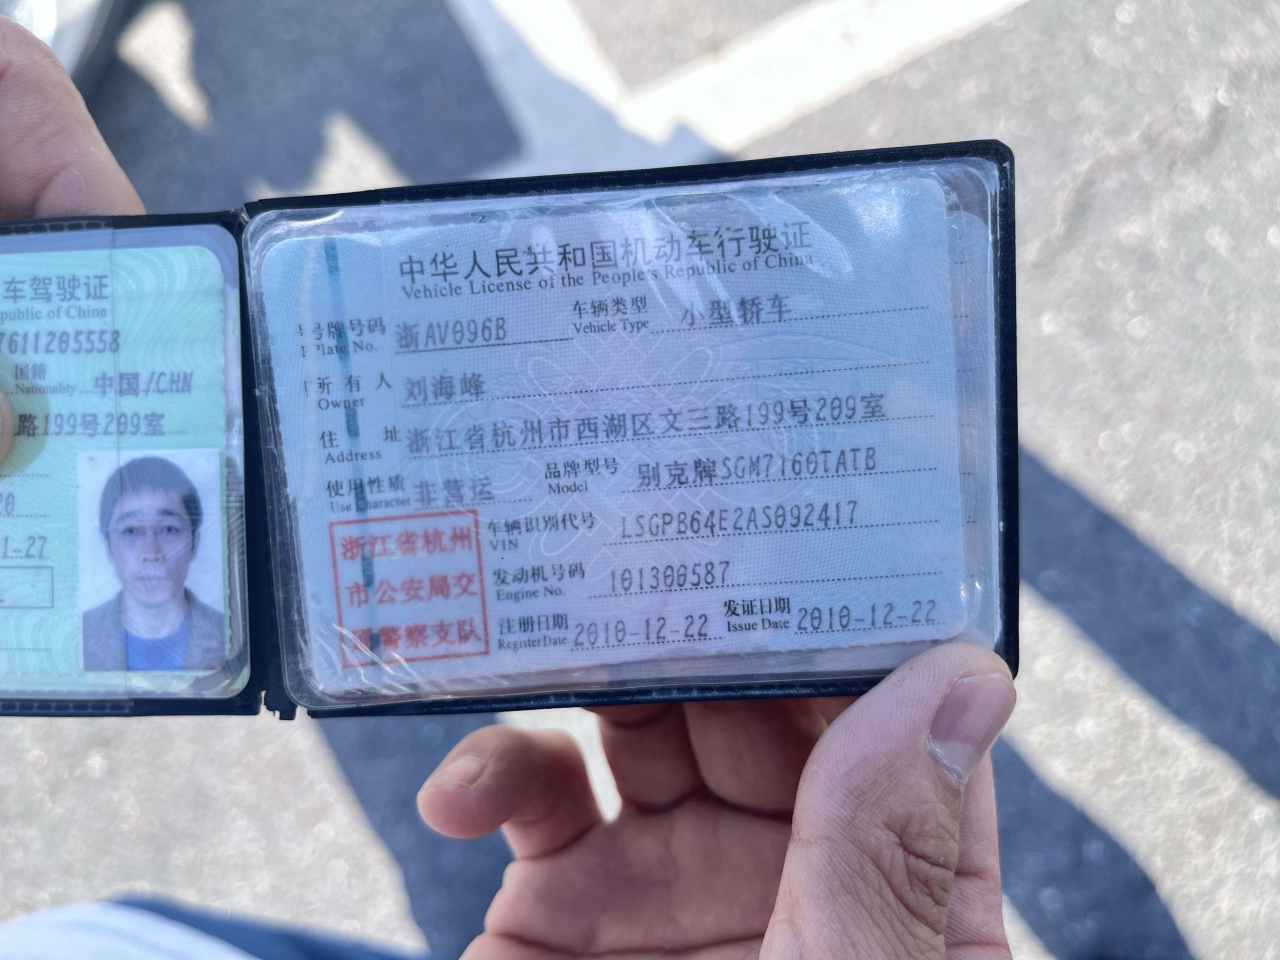 车驾驶证
public of China
7611205558
国籍
Nationality 中国/CHN
路199号209室
20
1-27
中华人民共和国机动车行驶证
Vehicle License of the People's Republic of China
号牌号码 浙AV096B 车辆类型 小型轿车
Plate No. Vehicle Type
所有人 刘海峰
Owner
住址 浙江省杭州市西湖区文三路199号209室
Address
使用性质 非营运 品牌型号 别克牌SGM7160TATB
Use Character Model
车辆识别代号 LSGPB64E2AS092417
VIN
发动机号码 101300587
Engine No.
注册日期 2010-12-22 发证日期 2010-12-22
Register Date Issue Date
浙江省杭州
市公安局交
警察支队